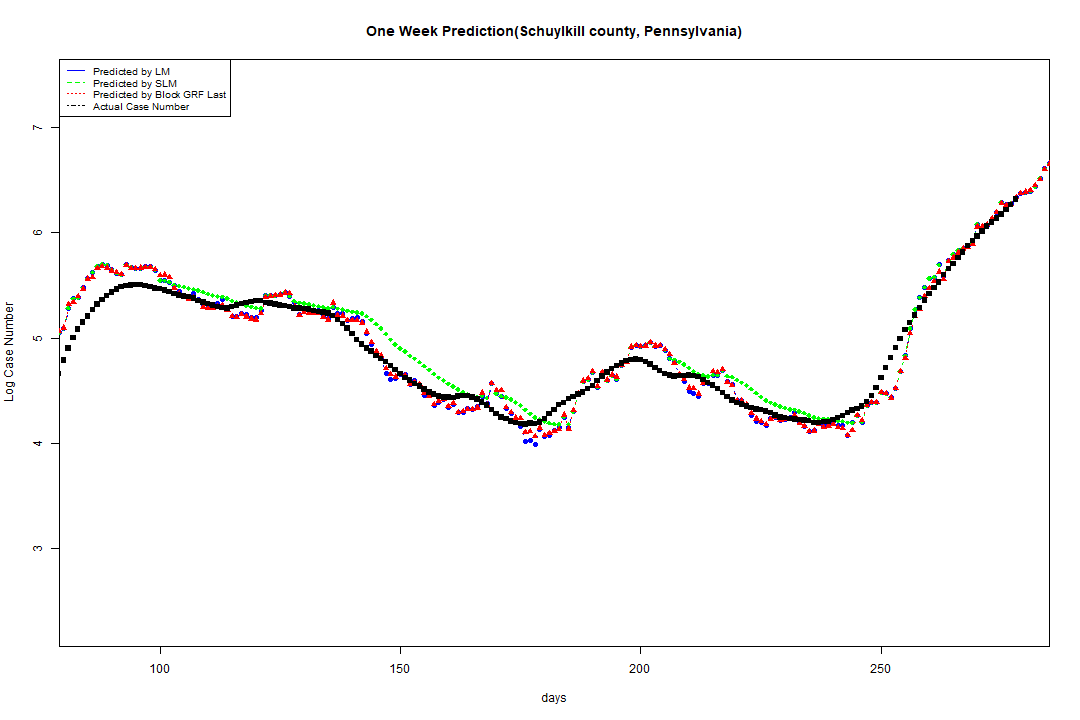 One Week Prediction(Schuylkill county, Pennsylvania)
Predicted by LM
Predicted by SLM
Predicted by Block GRF Last
Actual Case Number
Log Case Number
7
6
5
4
3
100 150 200 250
days